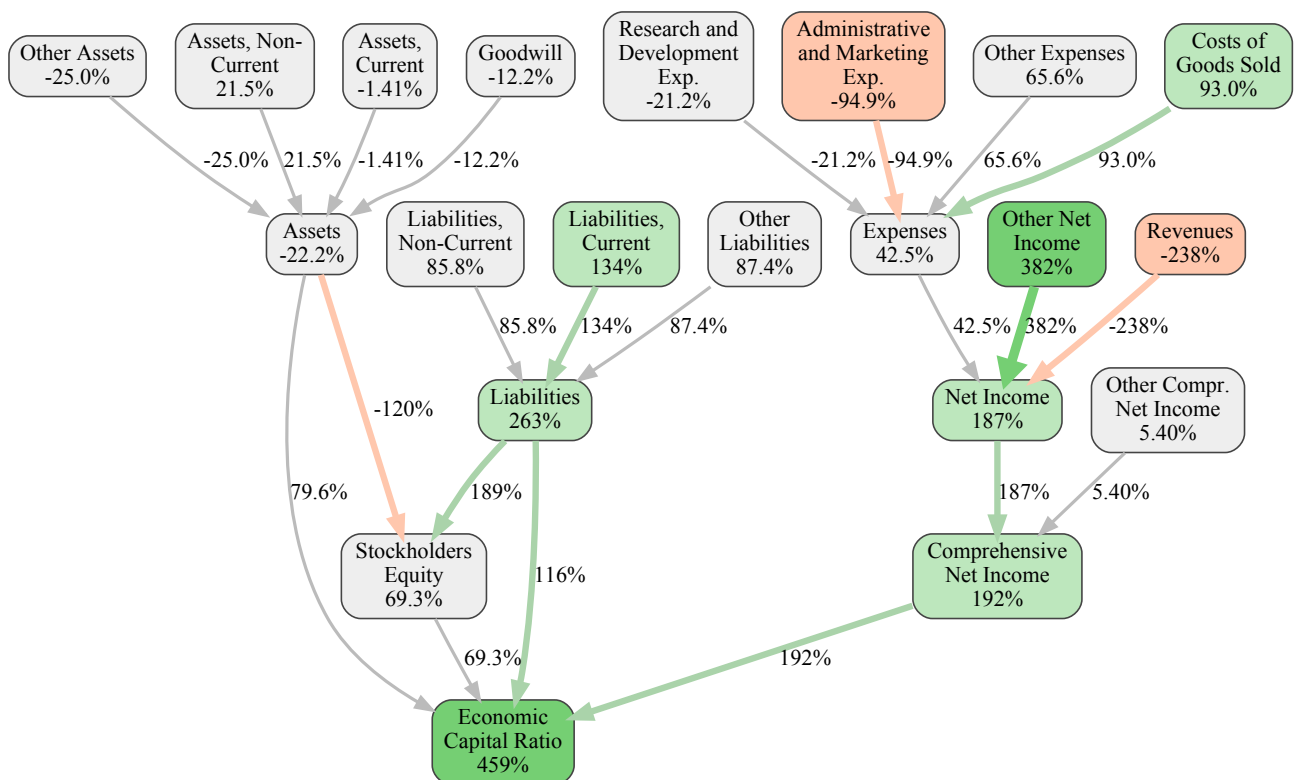 Other Assets
-25.0%
Assets, Non-
Current
21.5%
Assets,
Current
-1.41%
Goodwill
-12.2%
Research and
Development
Exp.
-21.2%
Administrative
and Marketing
Exp.
-94.9%
Other Expenses
65.6%
Costs of
Goods Sold
93.0%
-25.0%
21.5%
-1.41%
-12.2%
-21.2%
-94.9%
65.6%
93.0%
Assets
-22.2%
Liabilities,
Non-Current
85.8%
Liabilities,
Current
134%
Other
Liabilities
87.4%
Expenses
42.5%
Other Net
Income
382%
Revenues
-238%
85.8%
134%
87.4%
42.5%
382%
-238%
-120%
Liabilities
263%
Net Income
187%
Other Compr.
Net Income
5.40%
79.6%
189%
187%
5.40%
Stockholders
Equity
69.3%
116%
Comprehensive
Net Income
192%
69.3%
192%
Economic
Capital Ratio
459%